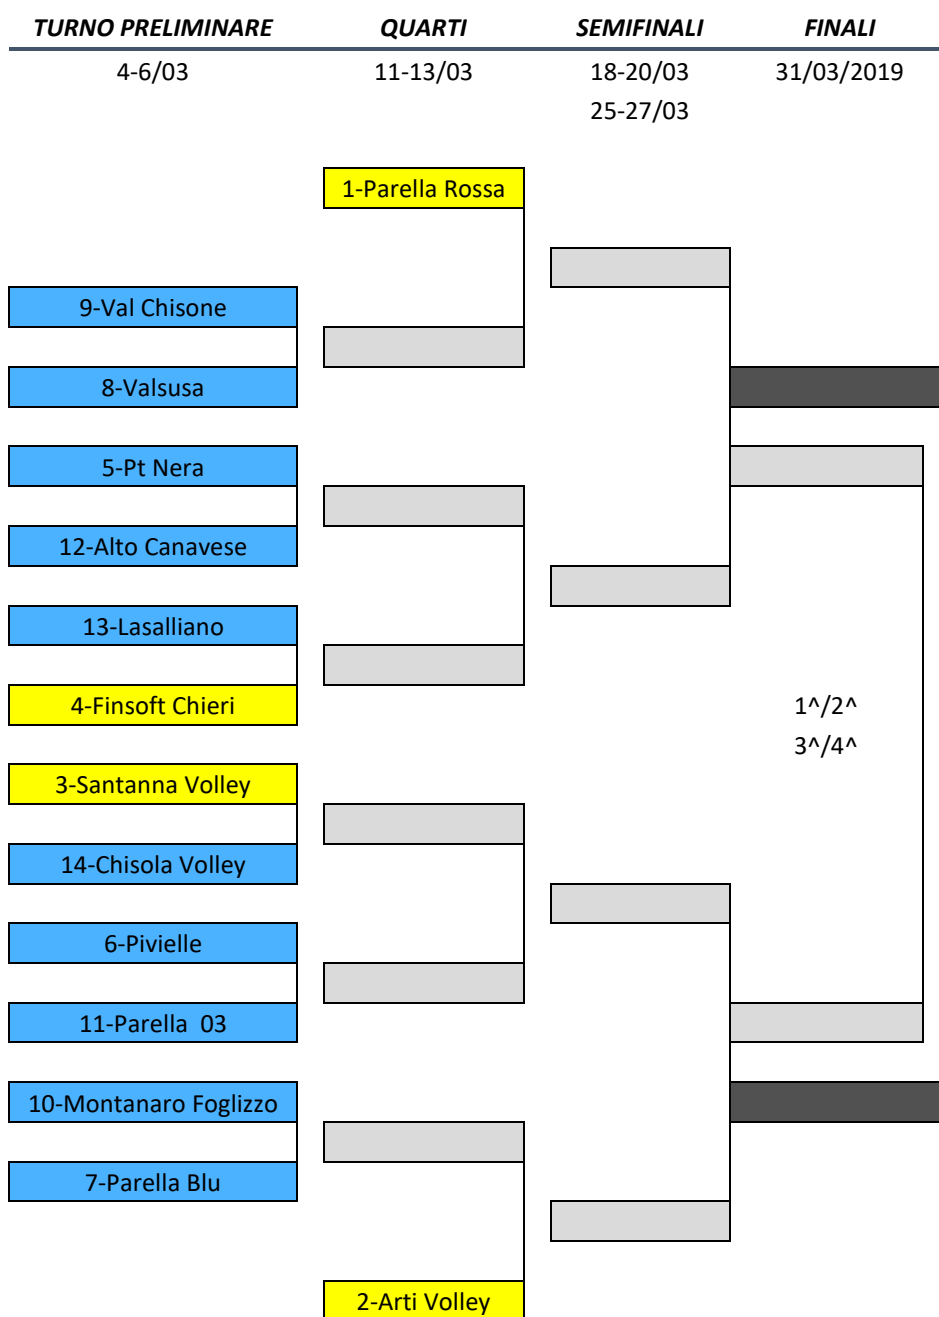 TURNO PRELIMINARE QUARTI SEMIFINALI FINALI
4-6/03 11-13/03 18-20/03 31/03/2019
25-27/03
1-Parella Rossa
9-Val Chisone
8-Valsusa
5-Pt Nera
12-Alto Canavese
13-Lasalliano
4-Finsoft Chieri 1^/2^
3^/4^
3-Santanna Volley
14-Chisola Volley
6-Pivielle
11-Parella 03
10-Montanaro Foglizzo
7-Parella Blu
2-Arti Volley